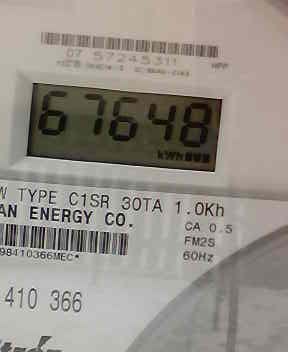 07 57245311
67648
kWh
W TYPE C1SR 30TA 1.0Kh
AN ENERGY CO.
CA 0.5
FM2S
60Hz
98410366MEC*
410 366